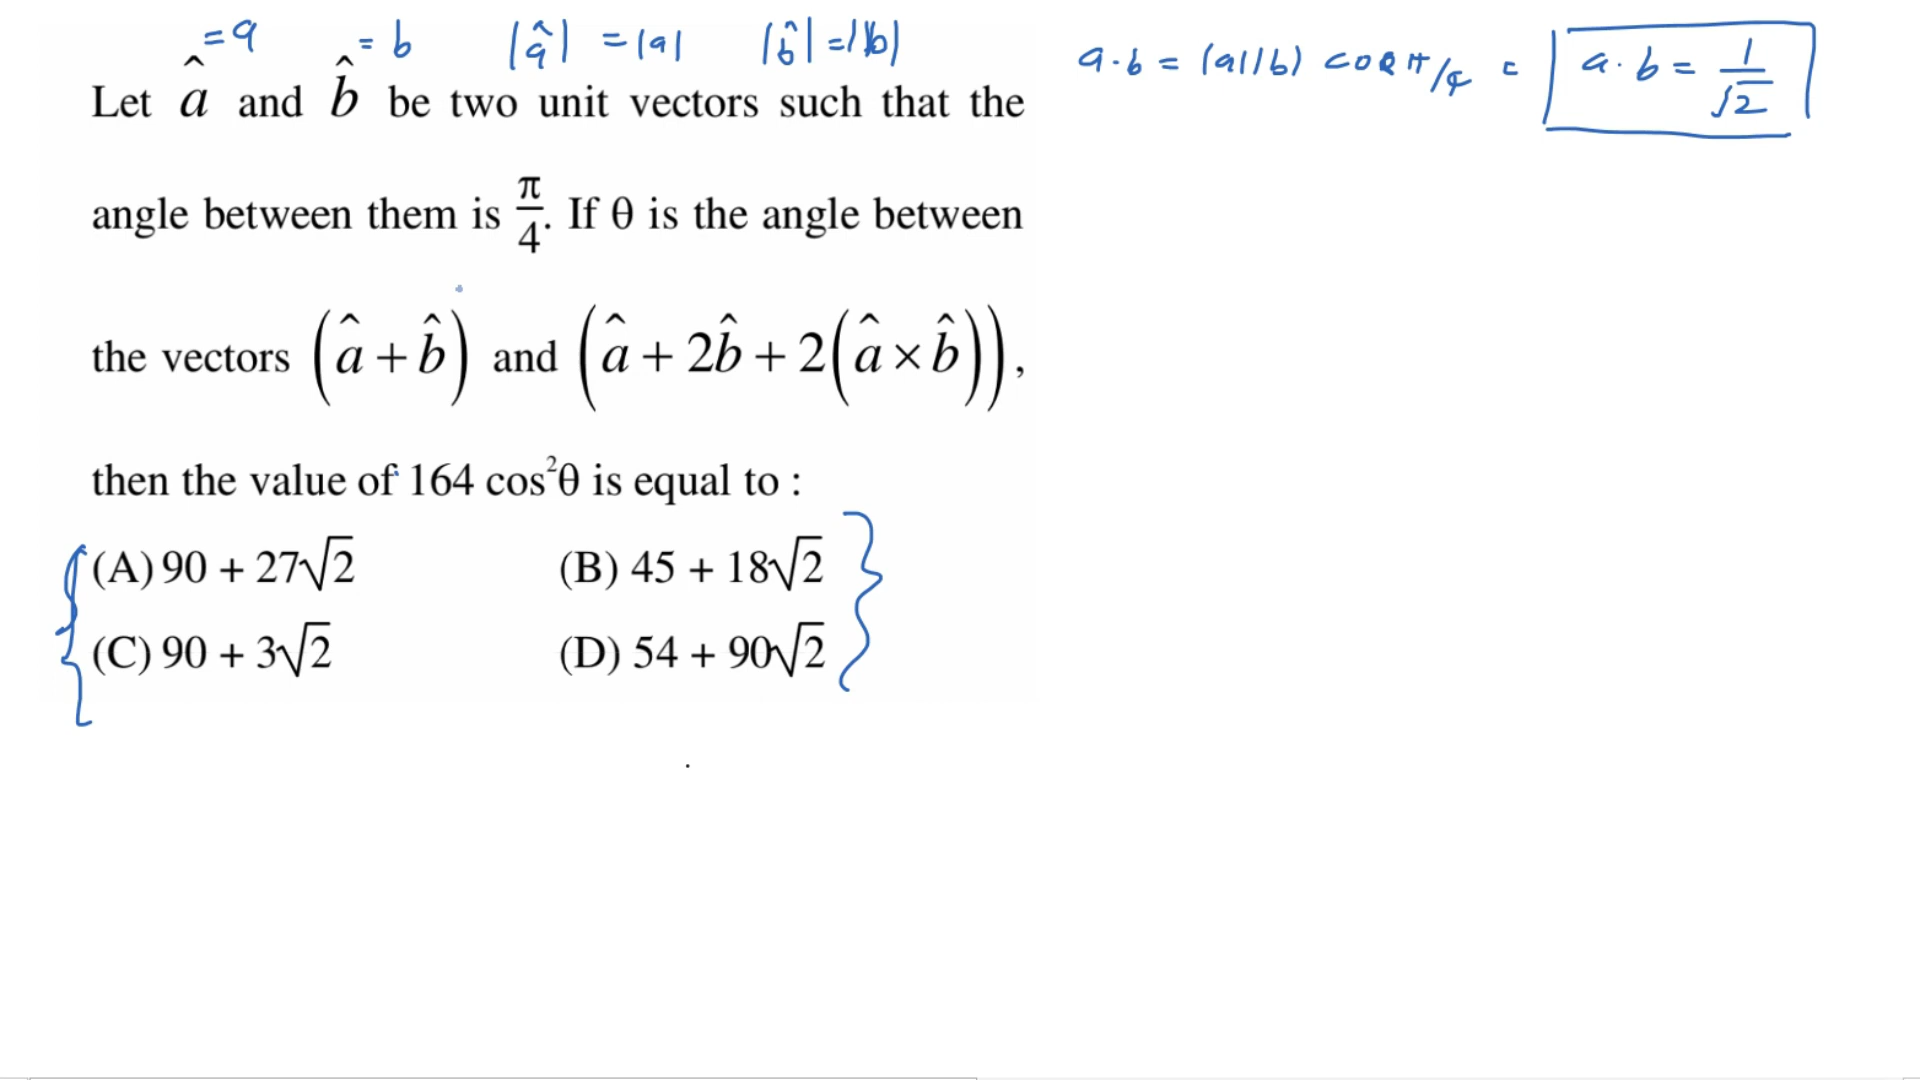 = a = b |â| = |a| |b̂| = |b| a·b = |a||b| cos π/4 = a·b = 1/√2
Let â and b̂ be two unit vectors such that the
angle between them is π/4. If θ is the angle between
the vectors (â + b̂) and (â + 2b̂ + 2(â × b̂)),
then the value of 164 cos²θ is equal to :
(A) 90 + 27√2 (B) 45 + 18√2
(C) 90 + 3√2 (D) 54 + 90√2